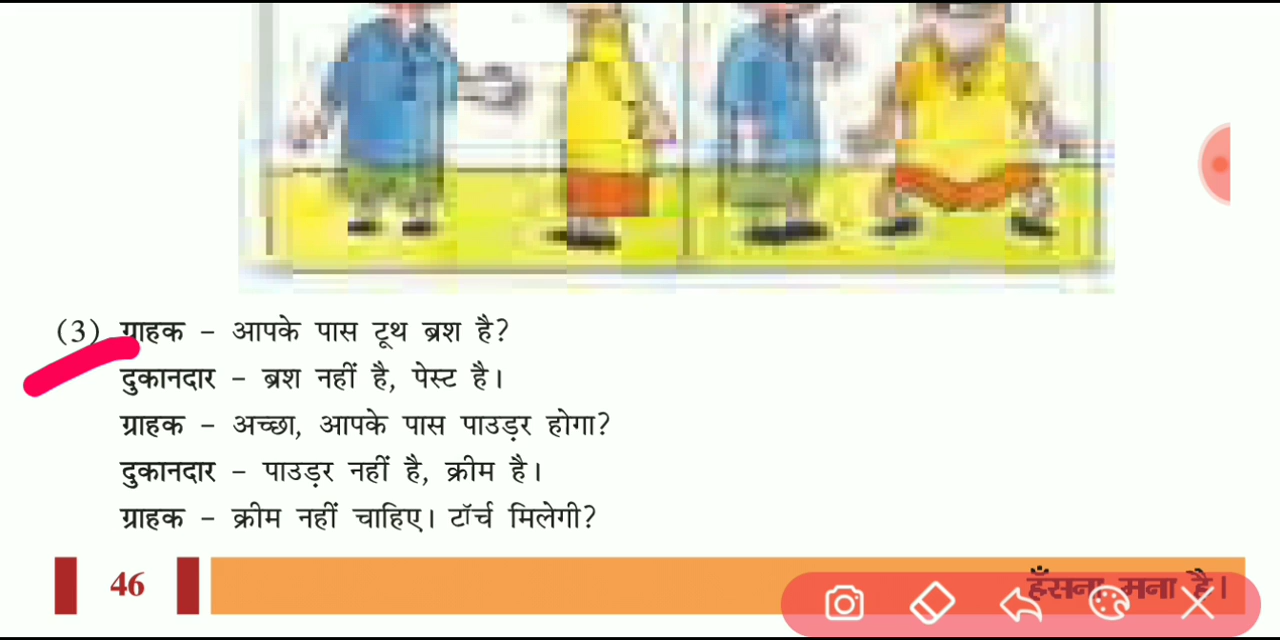 (3) ग्राहक – आपके पास टूथ ब्रश है?
दुकानदार – ब्रश नहीं है, पेस्ट है।
ग्राहक – अच्छा, आपके पास पाउड़र होगा?
दुकानदार – पाउड़र नहीं है, क्रीम है।
ग्राहक – क्रीम नहीं चाहिए। टॉर्च मिलेगी?
46
हँसना मना है।